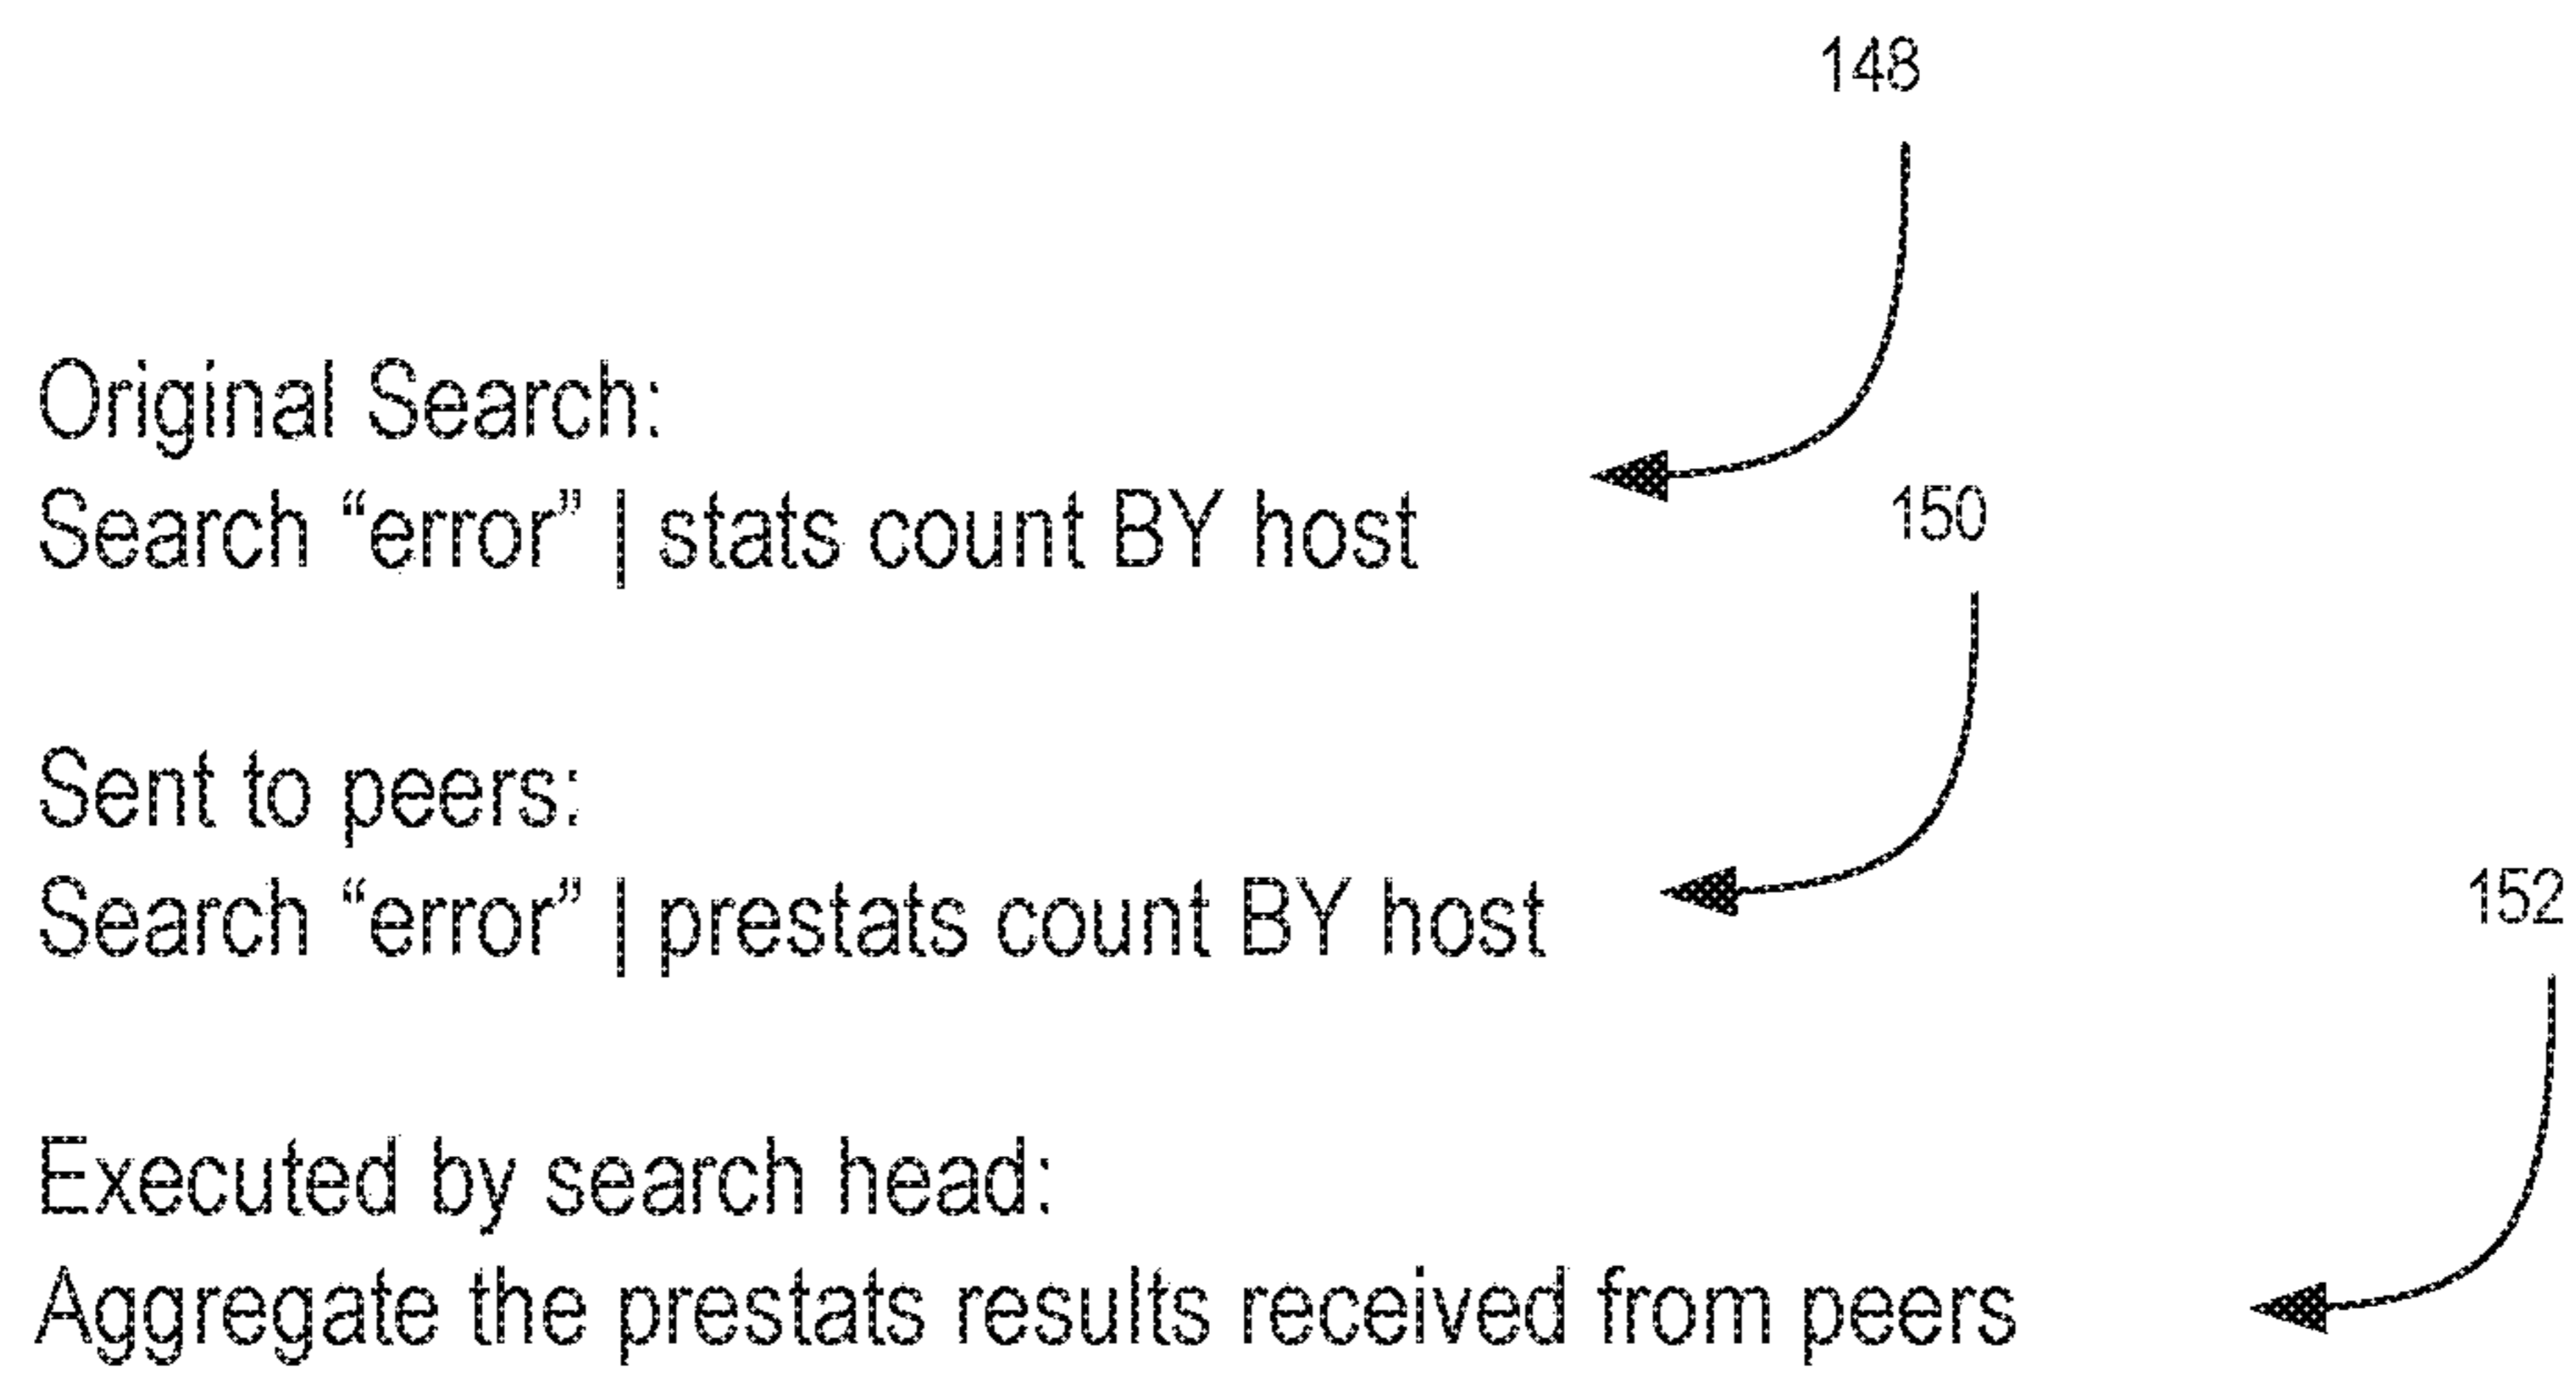 148
Original Search:
Search “error” | stats count BY host
150
Sent to peers:
Search “error” | prestats count BY host
152
Executed by search head:
Aggregate the prestats results received from peers